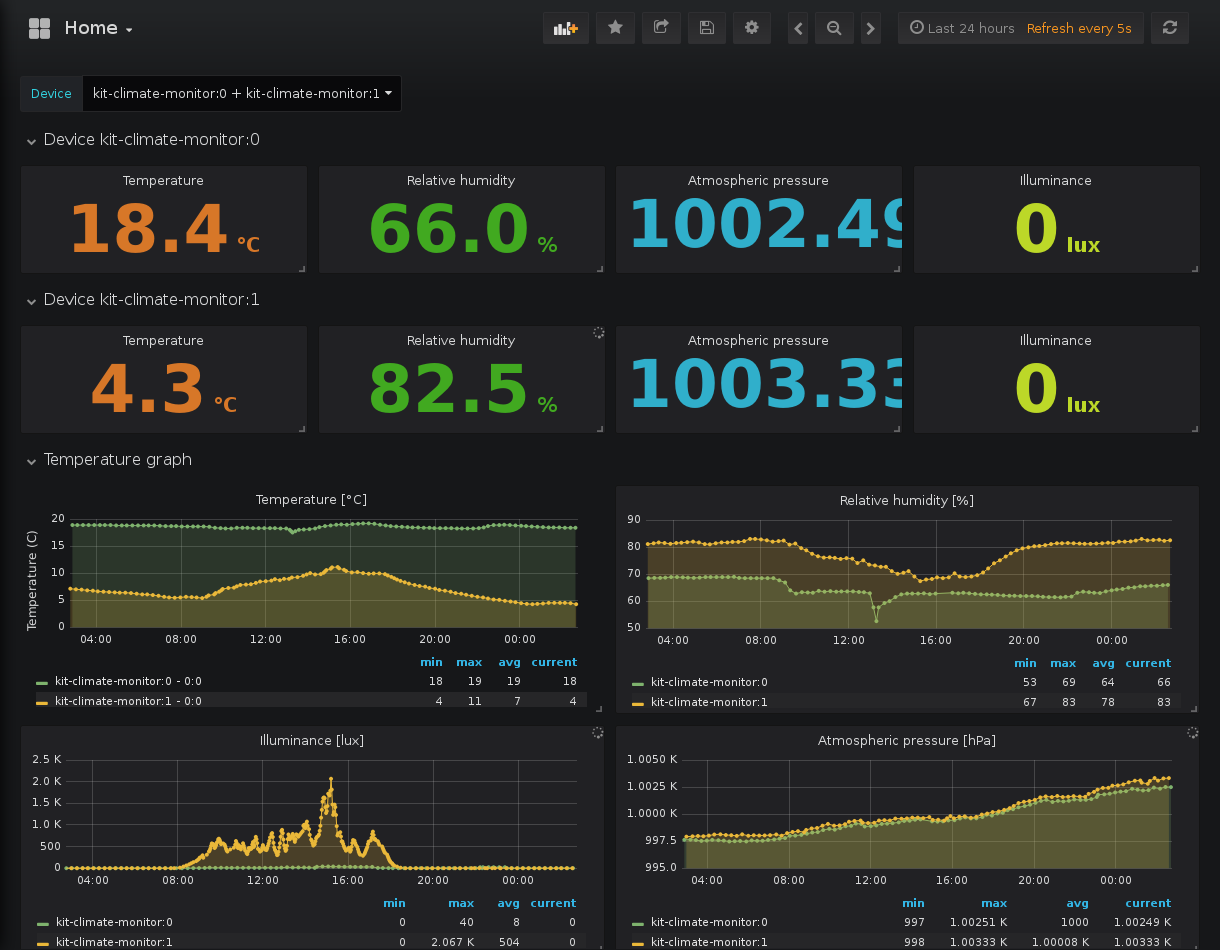 Home
Last 24 hours Refresh every 5s
Device kit-climate-monitor:0 + kit-climate-monitor:1
Device kit-climate-monitor:0
Temperature Relative humidity Atmospheric pressure Illuminance
18.4 °C 66.0 % 1002.49 0 lux
Device kit-climate-monitor:1
Temperature Relative humidity Atmospheric pressure Illuminance
4.3 °C 82.5 % 1003.33 0 lux
Temperature graph
Temperature [°C]
Temperature (C)
20
15
10
5
0
04:00 08:00 12:00 16:00 20:00 00:00
min max avg current
kit-climate-monitor:0 - 0:0 18 19 19 18
kit-climate-monitor:1 - 0:0 4 11 7 4
Relative humidity [%]
90
80
70
60
50
04:00 08:00 12:00 16:00 20:00 00:00
min max avg current
kit-climate-monitor:0 53 69 64 66
kit-climate-monitor:1 67 83 78 83
Illuminance [lux]
2.5 K
2.0 K
1.5 K
1.0 K
500
0
04:00 08:00 12:00 16:00 20:00 00:00
min max avg current
kit-climate-monitor:0 0 40 8 0
kit-climate-monitor:1 0 2.067 K 504 0
Atmospheric pressure [hPa]
1.0050 K
1.0025 K
1.0000 K
997.5
995.0
04:00 08:00 12:00 16:00 20:00 00:00
min max avg current
kit-climate-monitor:0 997 1.00251 K 1000 1.00249 K
kit-climate-monitor:1 998 1.00333 K 1.00008 K 1.00333 K